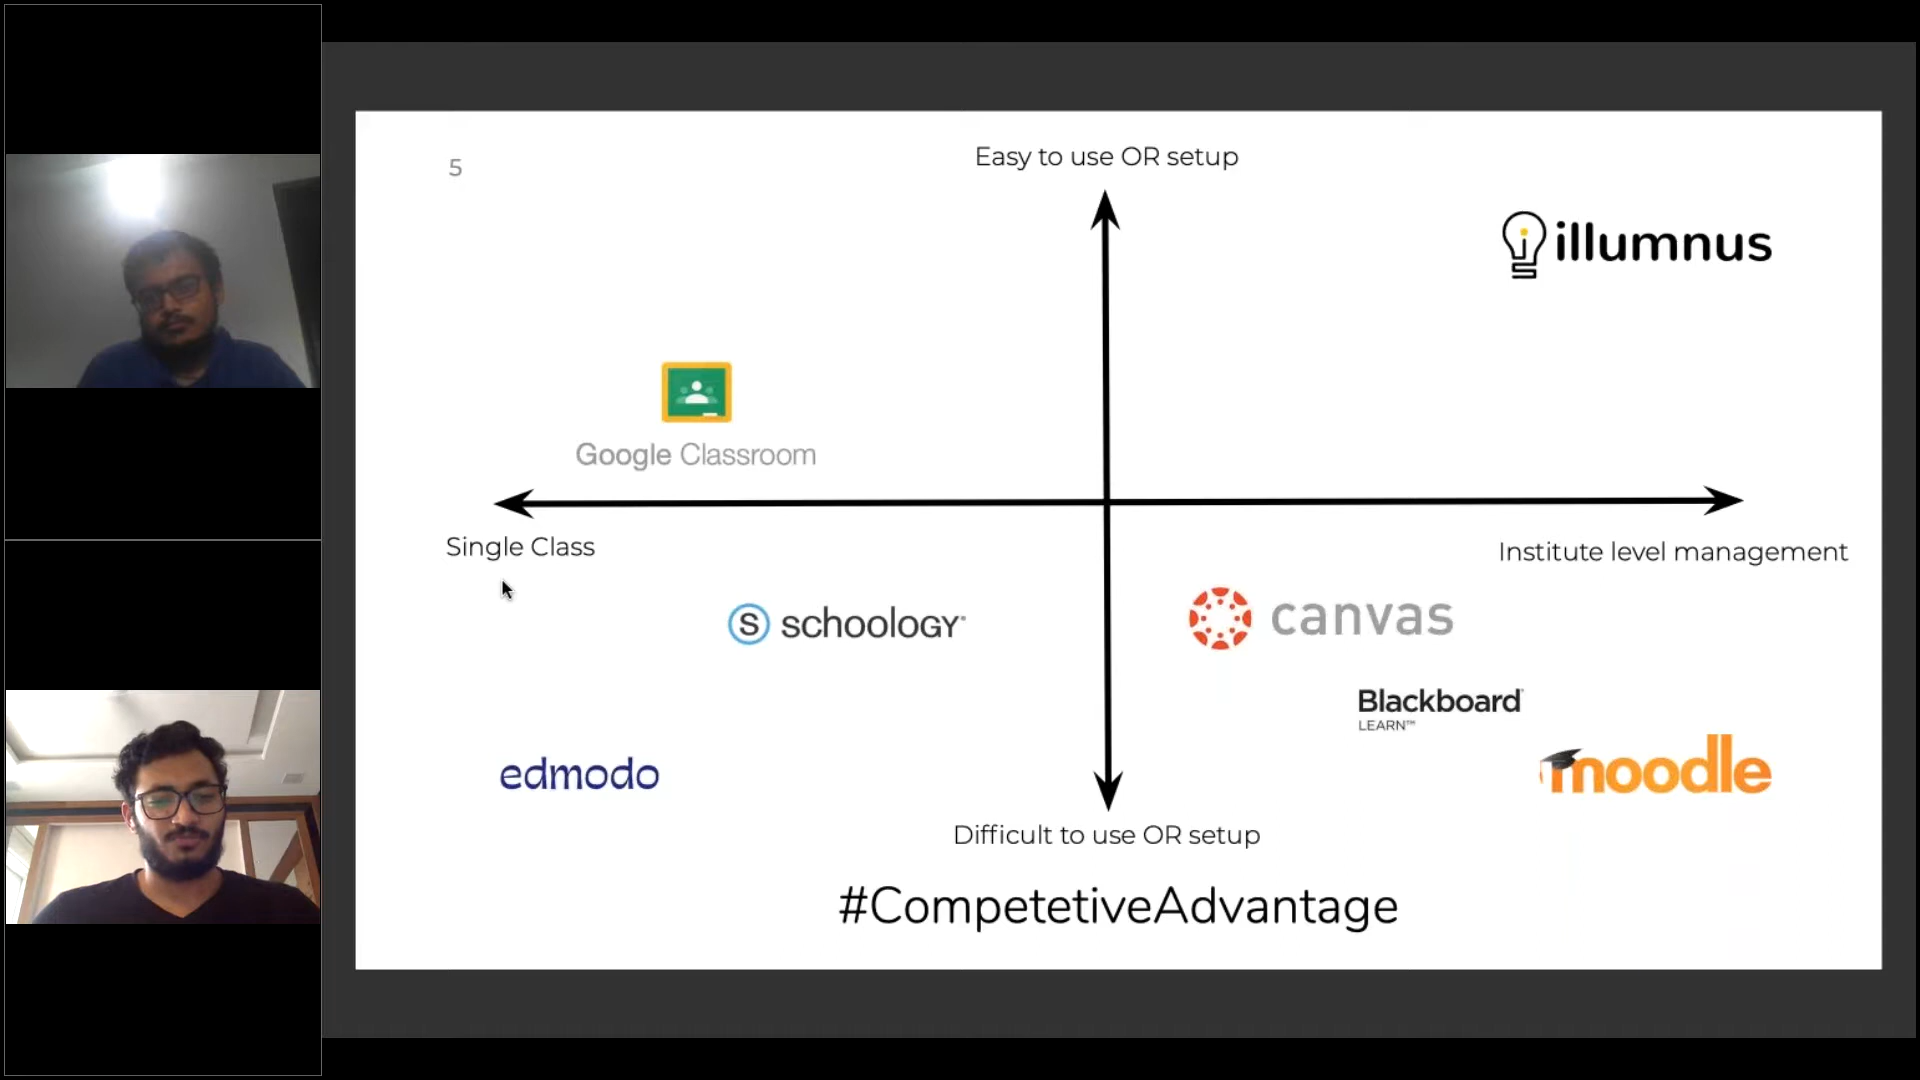 5
Easy to use OR setup
illumnus
Google Classroom
Single Class
Institute level management
S schoology
canvas
Blackboard
LEARN™
edmodo
moodle
Difficult to use OR setup
#CompetetiveAdvantage